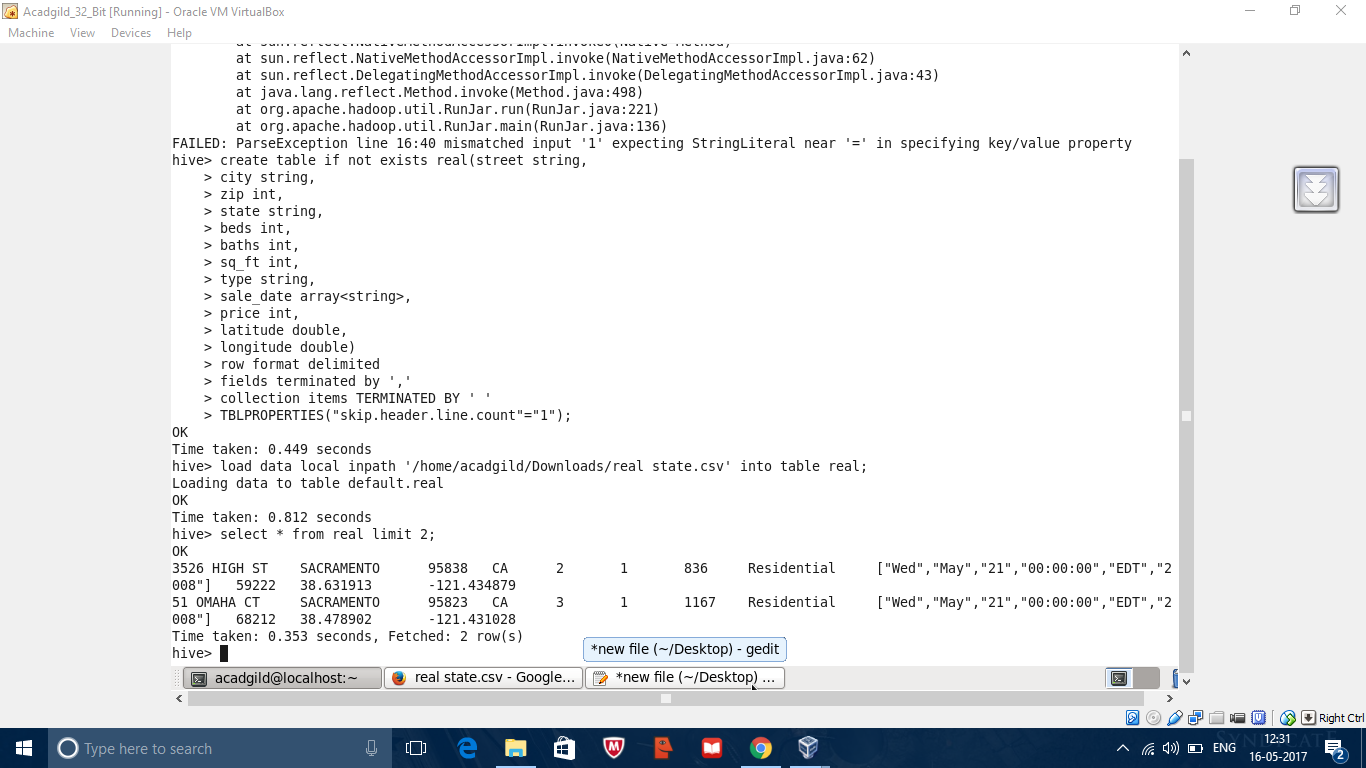 Acadgild_32_Bit [Running] - Oracle VM VirtualBox
Machine View Devices Help
at sun.reflect.NativeMethodAccessorImpl.invoke0(Native Method)
at sun.reflect.NativeMethodAccessorImpl.invoke(NativeMethodAccessorImpl.java:62)
at sun.reflect.DelegatingMethodAccessorImpl.invoke(DelegatingMethodAccessorImpl.java:43)
at java.lang.reflect.Method.invoke(Method.java:498)
at org.apache.hadoop.util.RunJar.run(RunJar.java:221)
at org.apache.hadoop.util.RunJar.main(RunJar.java:136)
FAILED: ParseException line 16:40 mismatched input '1' expecting StringLiteral near '=' in specifying key/value property
hive> create table if not exists real(street string,
> city string,
> zip int,
> state string,
> beds int,
> baths int,
> sq_ft int,
> type string,
> sale_date array<string>,
> price int,
> latitude double,
> longitude double)
> row format delimited
> fields terminated by ','
> collection items TERMINATED BY ' '
> TBLPROPERTIES("skip.header.line.count"="1");
OK
Time taken: 0.449 seconds
hive> load data local inpath '/home/acadgild/Downloads/real state.csv' into table real;
Loading data to table default.real
OK
Time taken: 0.812 seconds
hive> select * from real limit 2;
OK
3526 HIGH ST SACRAMENTO 95838 CA 2 1 836 Residential ["Wed","May","21","00:00:00","EDT","2
008"] 59222 38.631913 -121.434879
51 OMAHA CT SACRAMENTO 95823 CA 3 1 1167 Residential ["Wed","May","21","00:00:00","EDT","2
008"] 68212 38.478902 -121.431028
Time taken: 0.353 seconds, Fetched: 2 row(s)
hive>
*new file (~/Desktop) - gedit
acadgild@localhost:~ real state.csv - Google... *new file (~/Desktop) ...
Right Ctrl
Type here to search
ENG 12:31
16-05-2017
2
SYNDICATE